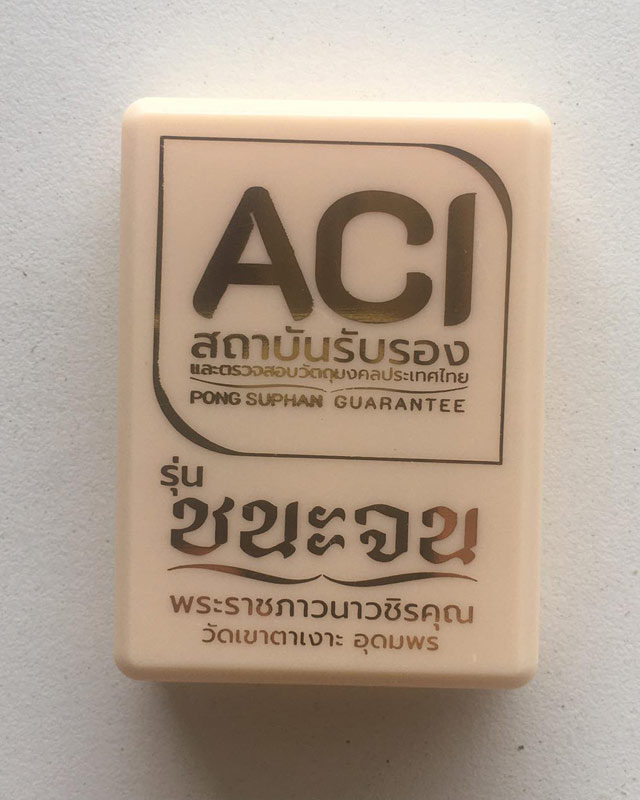 ACI
สถาบันรับรอง
และตรวจสอบวัตถุมงคลประเทศไทย
PONG SUPHAN GUARANTEE
รุ่น
ชนะจน
พระราชภาวนาวชิรคุณ
วัดเขาตาเงาะ อุดมพร